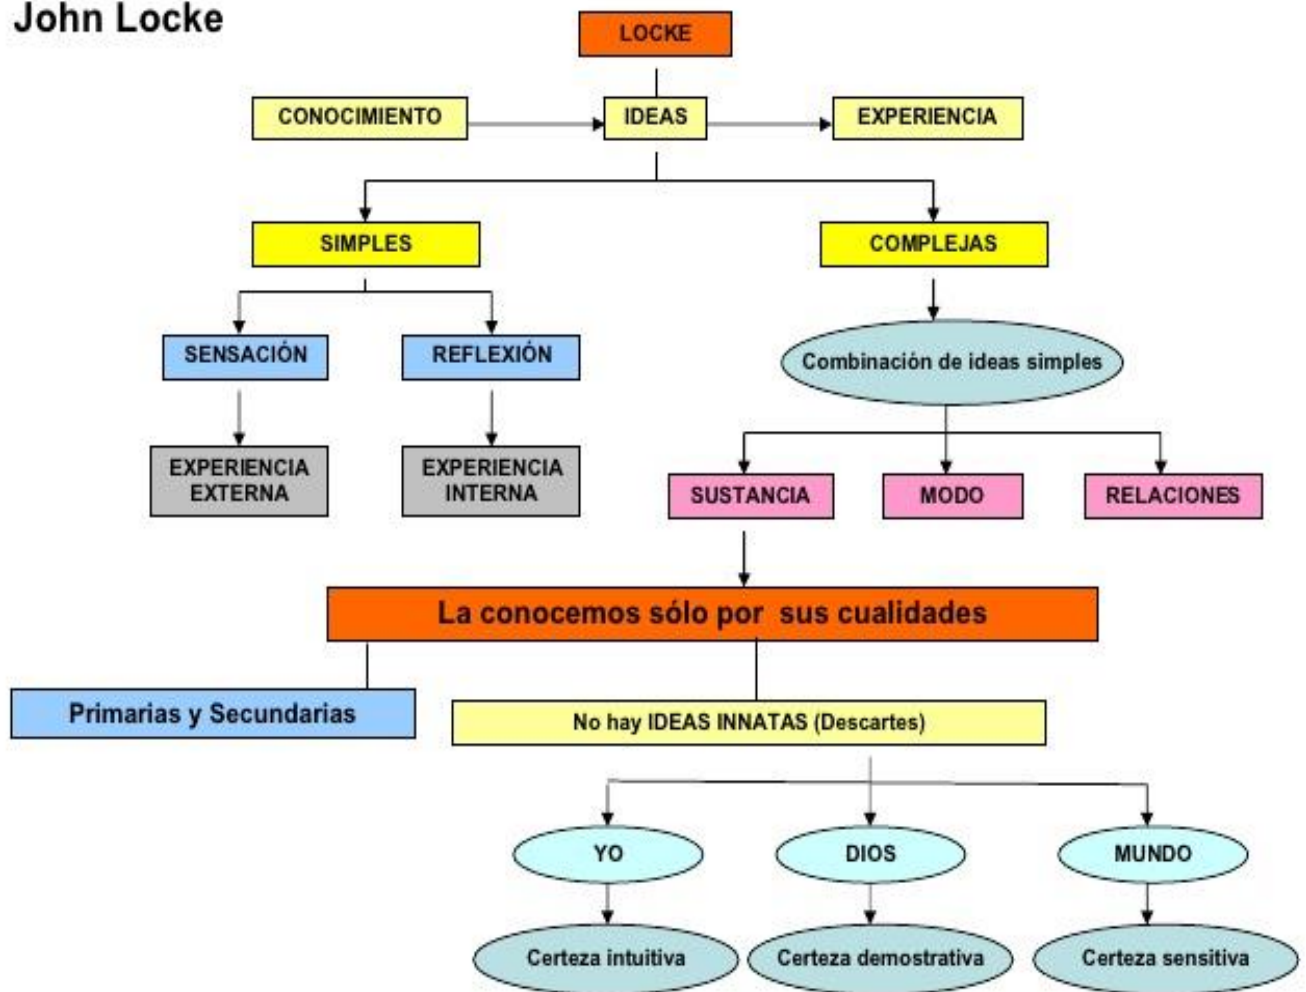 John Locke
LOCKE
CONOCIMIENTO
IDEAS
EXPERIENCIA
SIMPLES
COMPLEJAS
SENSACIÓN
REFLEXIÓN
Combinación de ideas simples
EXPERIENCIA
EXTERNA
EXPERIENCIA
INTERNA
SUSTANCIA
MODO
RELACIONES
La conocemos sólo por sus cualidades
Primarias y Secundarias
No hay IDEAS INNATAS (Descartes)
YO
DIOS
MUNDO
Certeza intuitiva
Certeza demostrativa
Certeza sensitiva